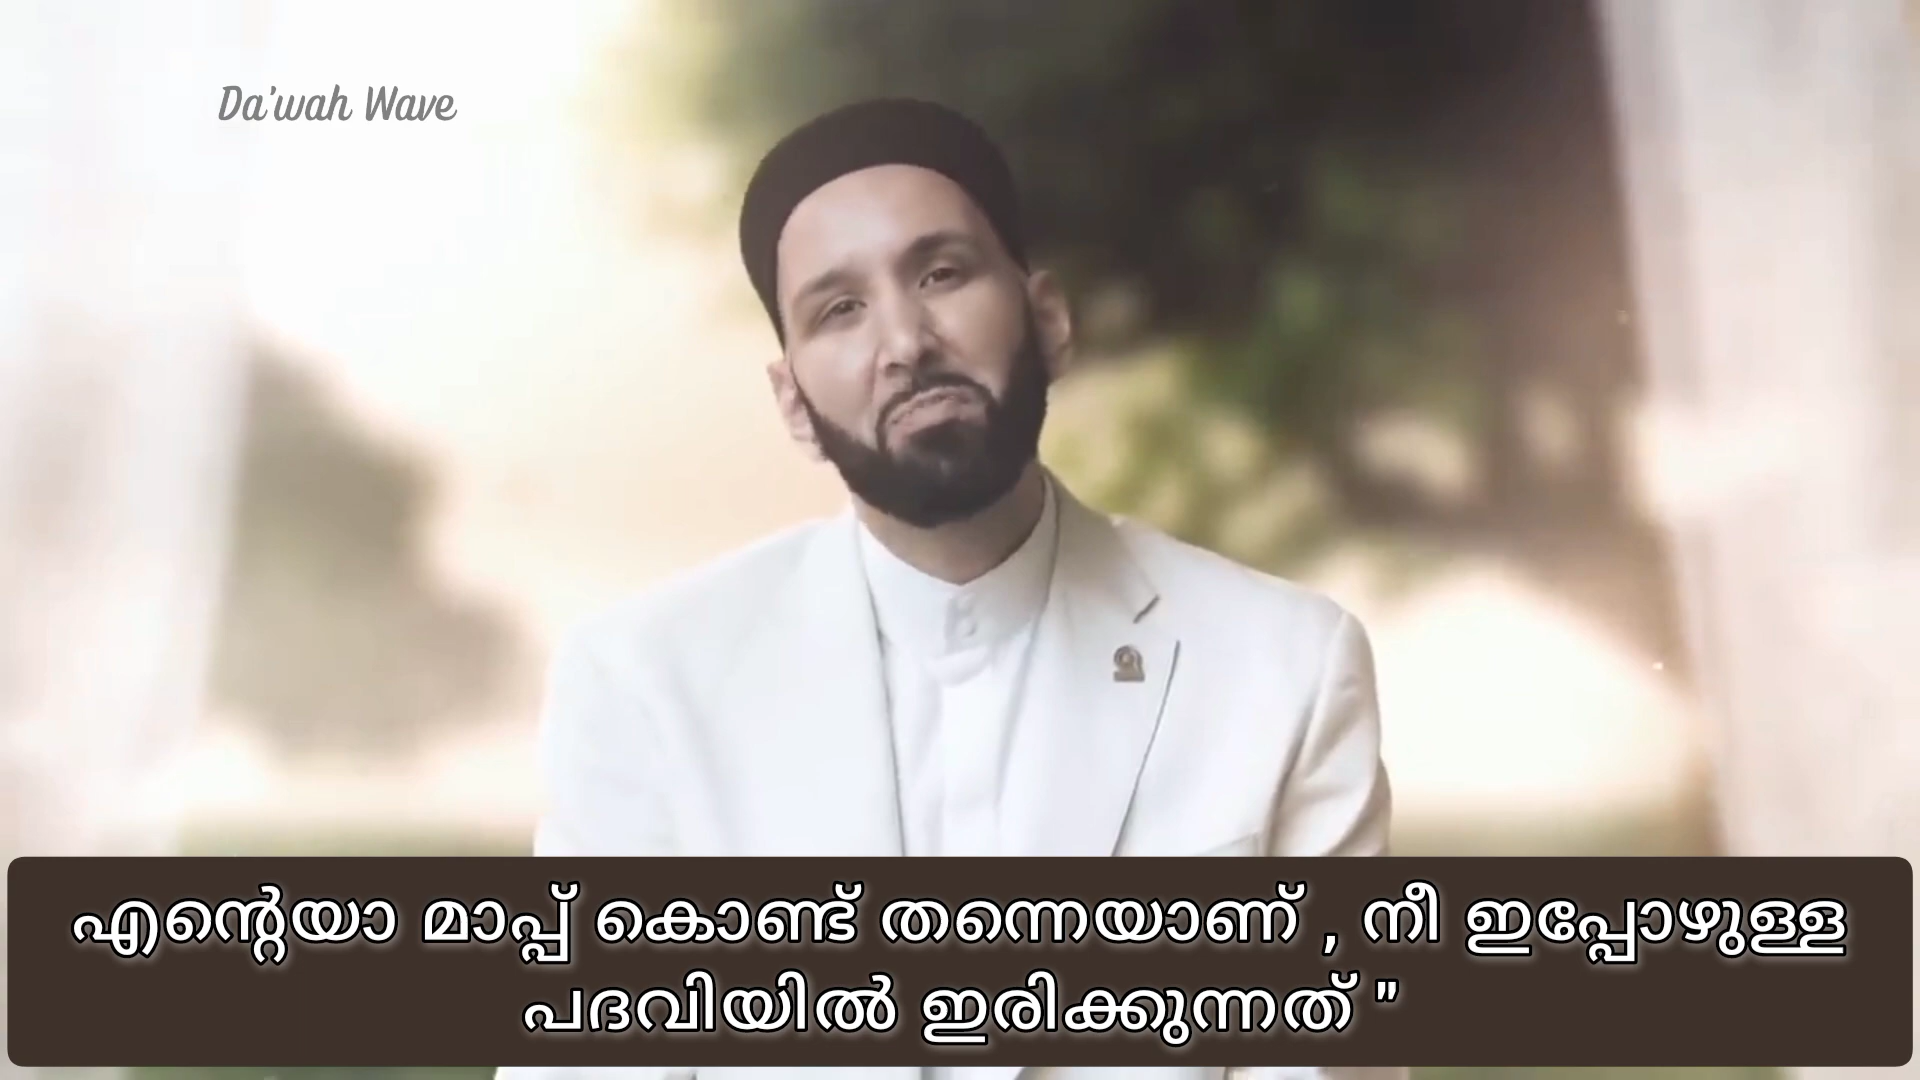 Da'wah Wave
എന്റെയാ മാപ്പ് കൊണ്ട് തന്നെയാണ് , നീ ഇപ്പോഴുള്ള
പദവിയിൽ ഇരിക്കുന്നത് "